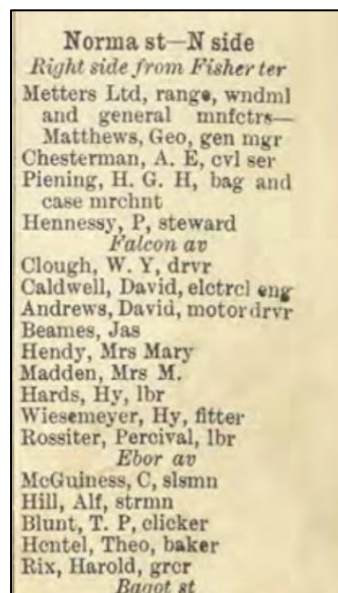 Norma st—N side
Right side from Fisher ter
Metters Ltd, range, wndml
and general mnfctrs—
Matthews, Geo, gen mgr
Chesterman, A. E, cvl ser
Piening, H. G. H, bag and
case mrchnt
Hennessy, P, steward
Falcon av
Clough, W. Y, drvr
Caldwell, David, elctrcl eng
Andrews, David, motor drvr
Beames, Jas
Hendy, Mrs Mary
Madden, Mrs M.
Hards, Hy, lbr
Wiesemeyer, Hy, fitter
Rossiter, Percival, lbr
Ebor av
McGuiness, C, slsmn
Hill, Alf, strmn
Blunt, T. P, clicker
Hentel, Theo, baker
Rix, Harold, grcr
Bagot st